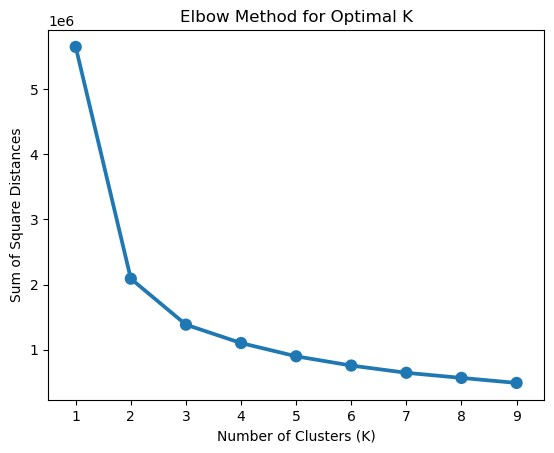 Elbow Method for Optimal K
1e6
5
4
3
2
1
Sum of Square Distances
1 2 3 4 5 6 7 8 9
Number of Clusters (K)